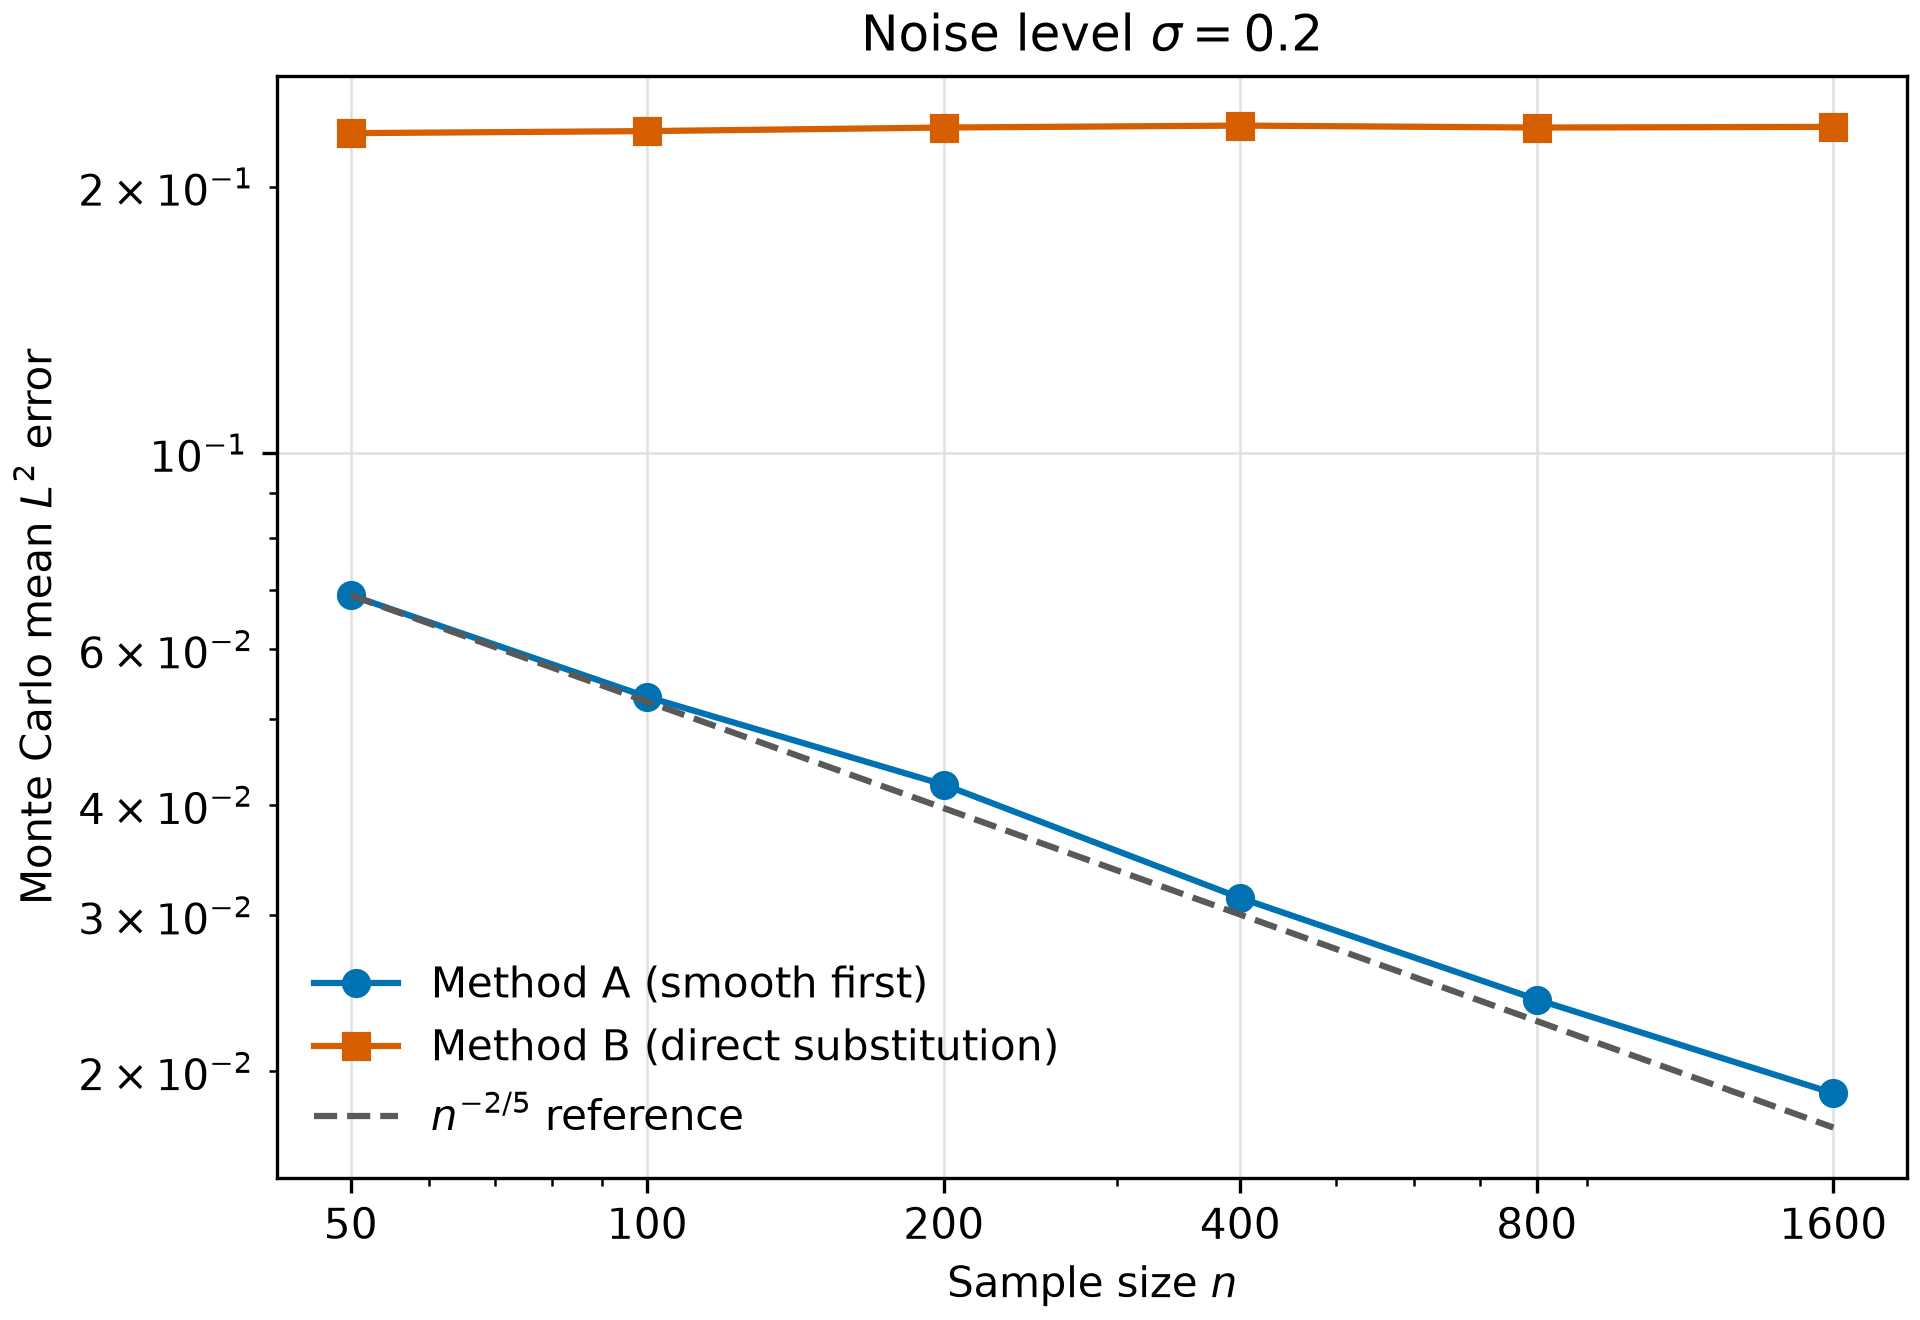 Noise level σ = 0.2
Monte Carlo mean L² error
2 × 10⁻¹
10⁻¹
6 × 10⁻²
4 × 10⁻²
3 × 10⁻²
2 × 10⁻²
Method A (smooth first)
Method B (direct substitution)
n⁻²ᐟ⁵ reference
50 100 200 400 800 1600
Sample size n